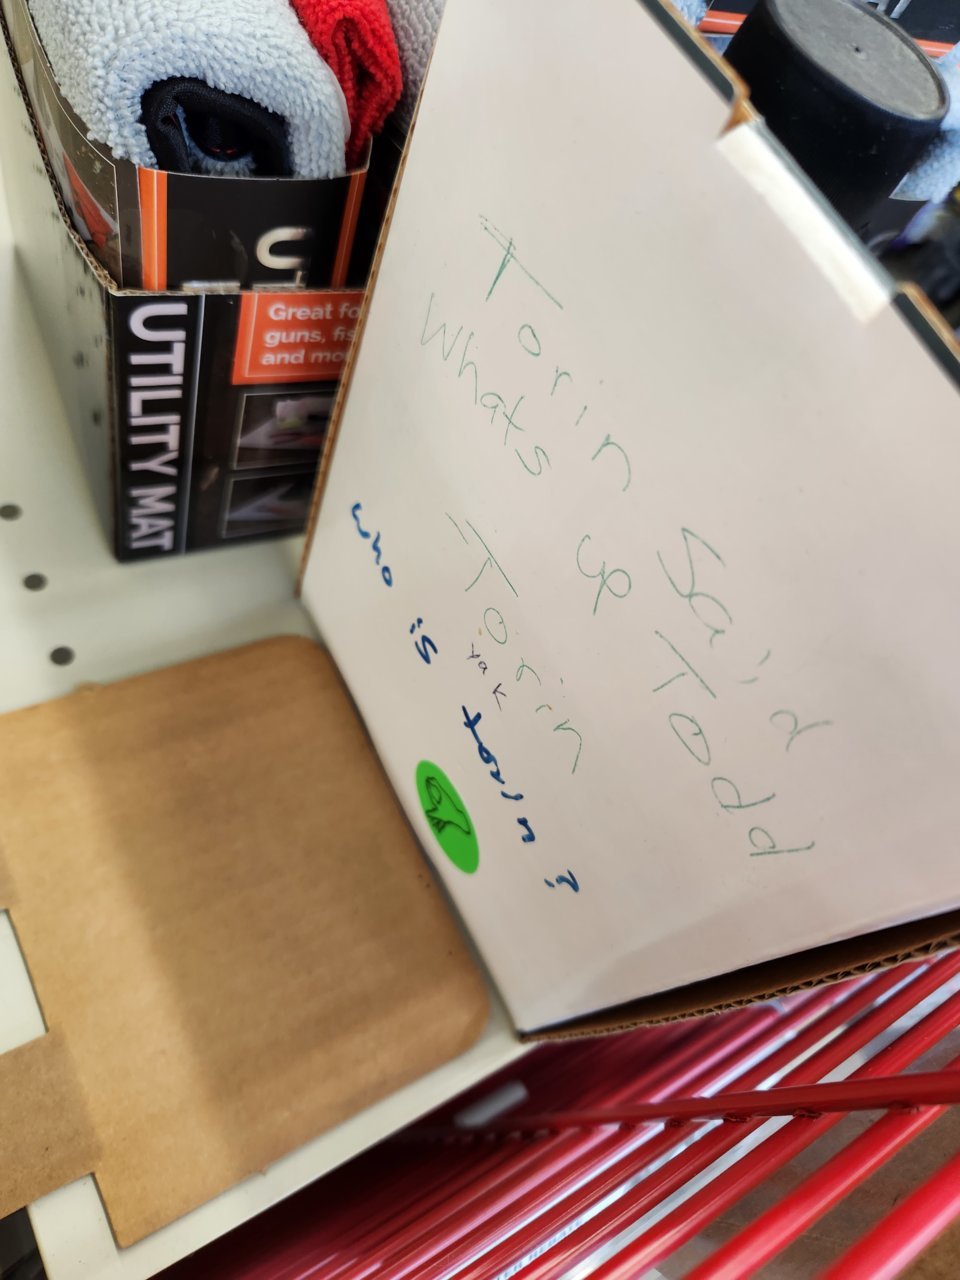 UTILITY MAT
Great fo
guns, fis
and mo
Torin Said
Whats up Todd
- Torin
yak
who is torin?